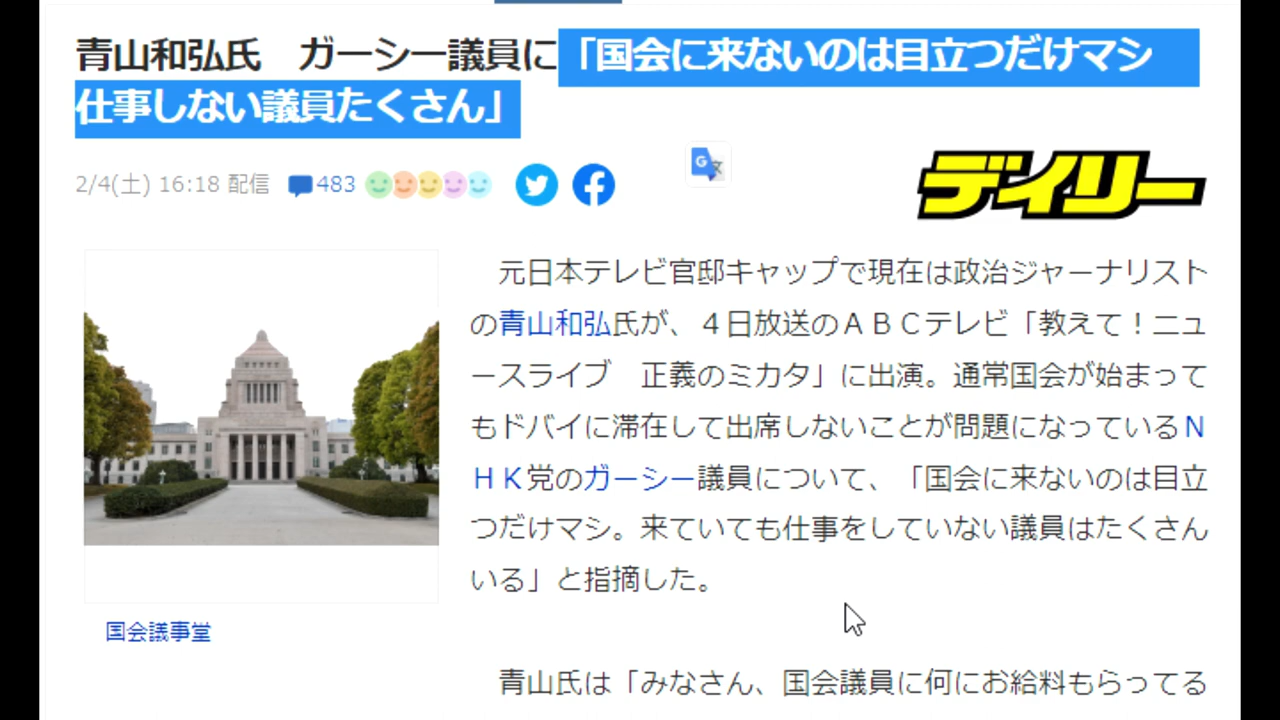 青山和弘氏　ガーシー議員に「国会に来ないのは目立つだけマシ
仕事しない議員たくさん」
2/4(土) 16:18 配信 483
デイリー
元日本テレビ官邸キャップで現在は政治ジャーナリスト
の青山和弘氏が、４日放送のＡＢＣテレビ「教えて！ニュ
ースライブ　正義のミカタ」に出演。通常国会が始まって
もドバイに滞在して出席しないことが問題になっているＮ
ＨＫ党のガーシー議員について、「国会に来ないのは目立
つだけマシ。来ていても仕事をしていない議員はたくさん
いる」と指摘した。
国会議事堂
青山氏は「みなさん、国会議員に何にお給料もらってる